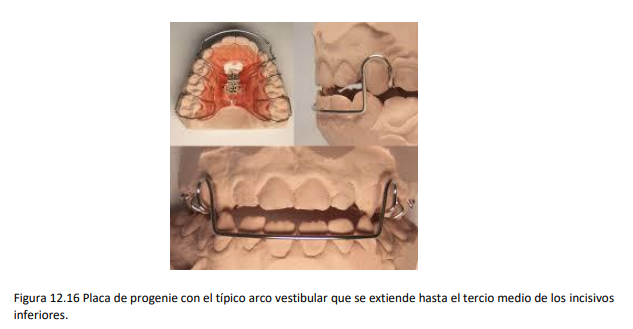 Figura 12.16 Placa de progenie con el típico arco vestibular que se extiende hasta el tercio medio de los incisivos
inferiores.